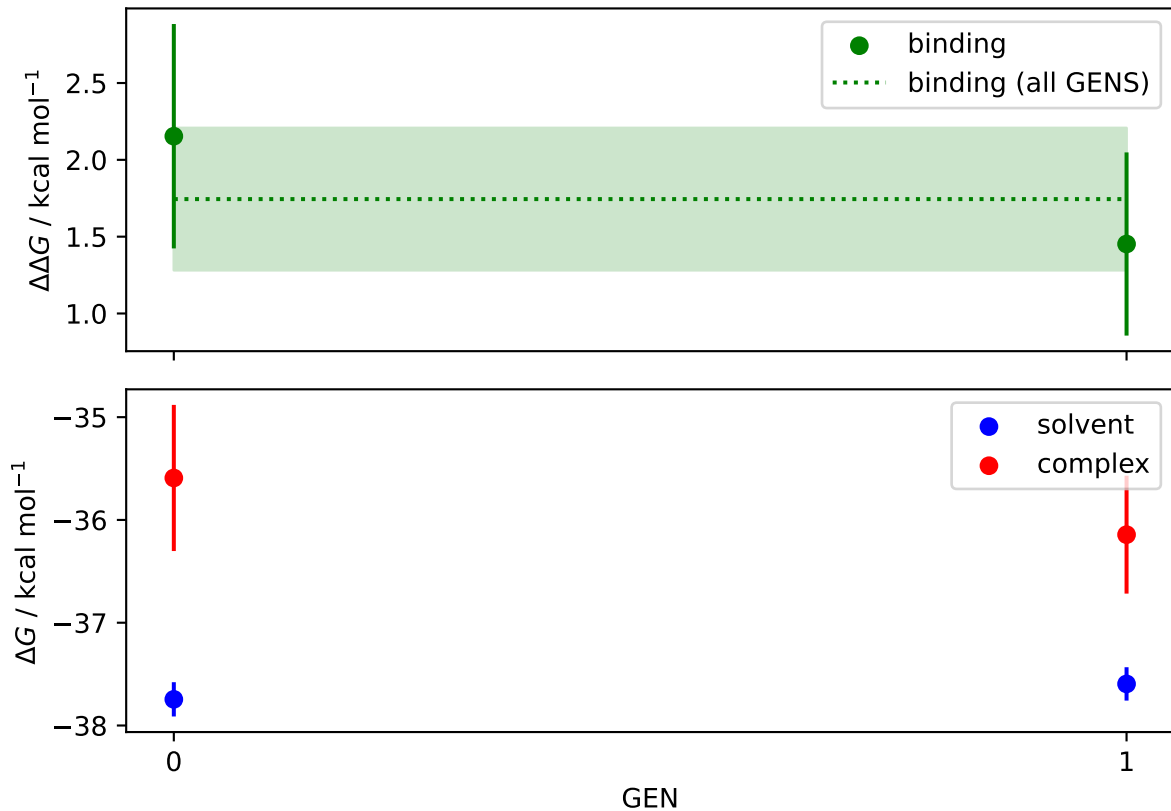 ΔΔG / kcal mol⁻¹
2.5
2.0
1.5
1.0
binding
binding (all GENS)
ΔG / kcal mol⁻¹
−35
−36
−37
−38
solvent
complex
0
1
GEN